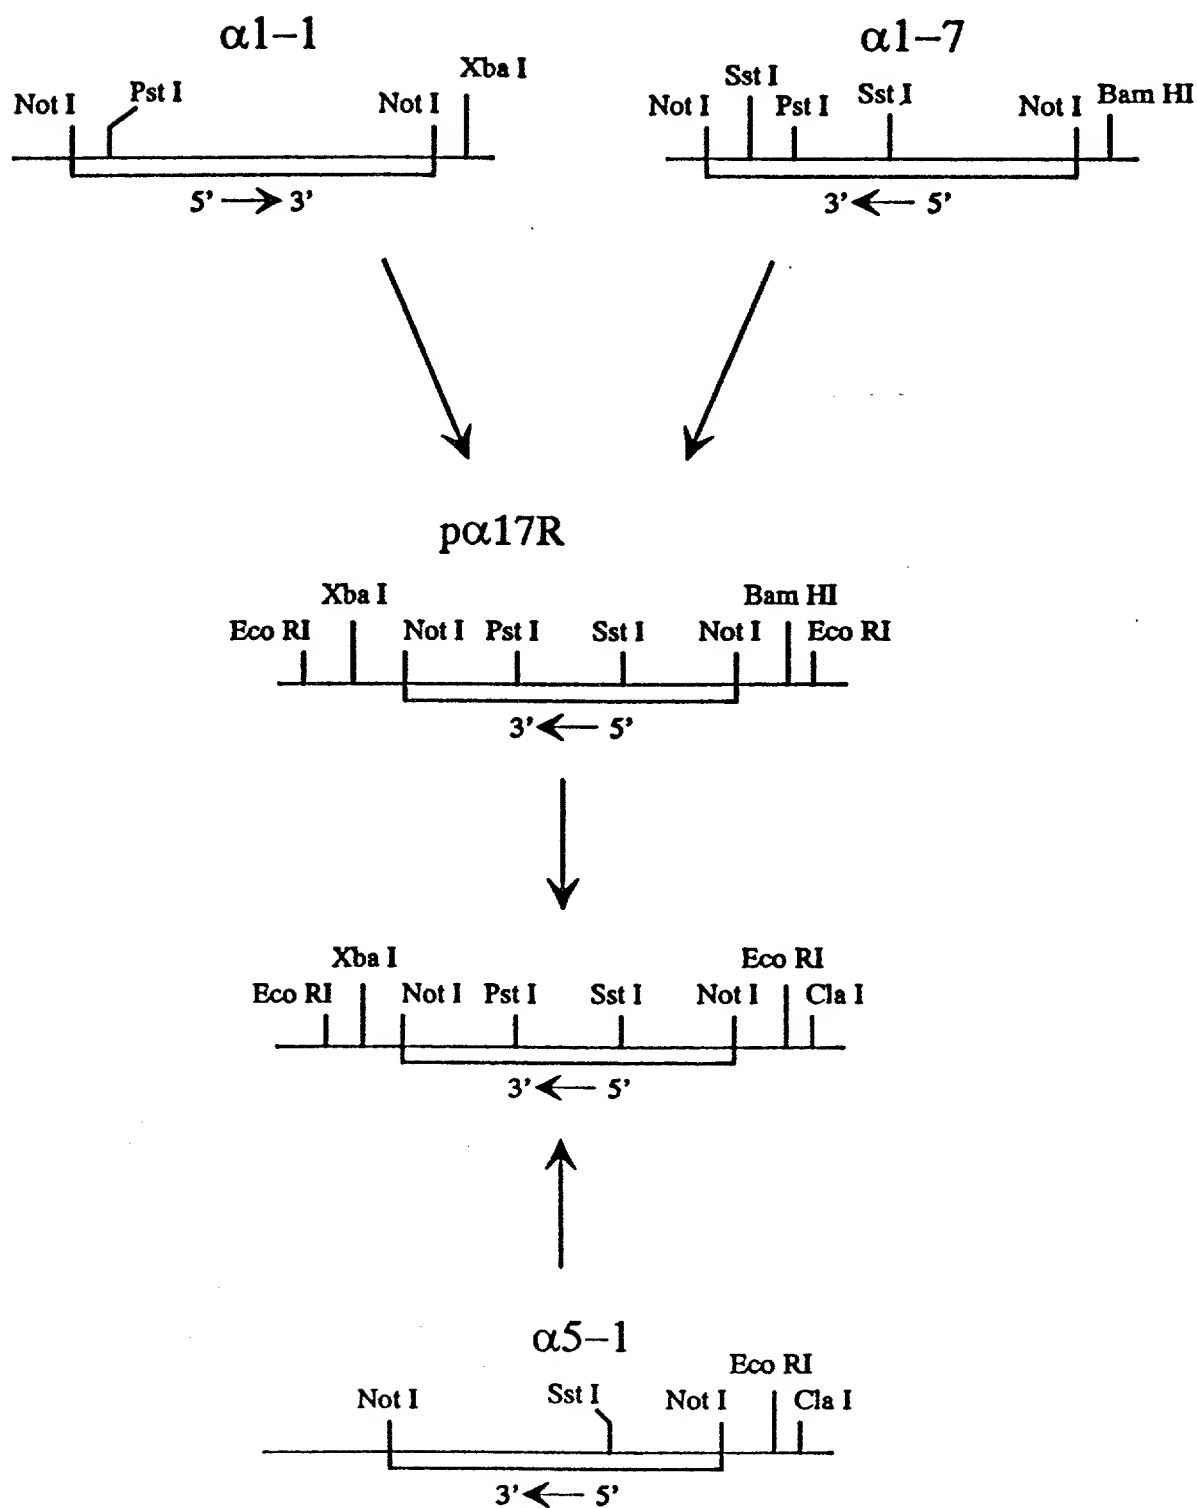 α1-1
Not I
Pst I
Not I
Xba I
5' → 3'
α1-7
Not I
Sst I
Pst I
Sst I
Not I
Bam HI
3' ← 5'
pα17R
Eco RI
Xba I
Not I
Pst I
Sst I
Not I
Bam HI
Eco RI
3' ← 5'
Eco RI
Xba I
Not I
Pst I
Sst I
Not I
Eco RI
Cla I
3' ← 5'
α5-1
Not I
Sst I
Not I
Eco RI
Cla I
3' ← 5'